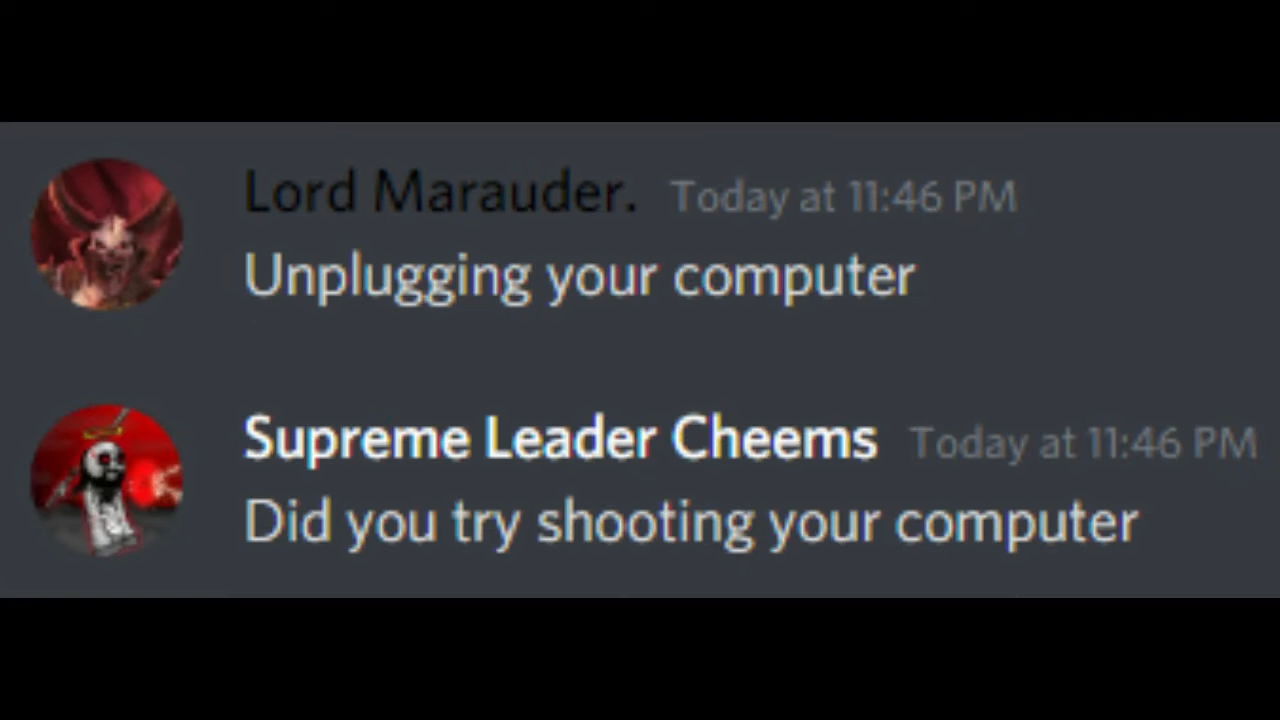 Lord Marauder. Today at 11:46 PM
Unplugging your computer
Supreme Leader Cheems Today at 11:46 PM
Did you try shooting your computer